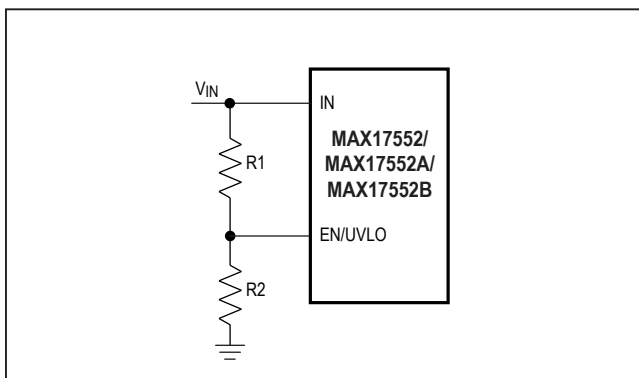 VIN
IN
MAX17552/
MAX17552A/
MAX17552B
R1
EN/UVLO
R2